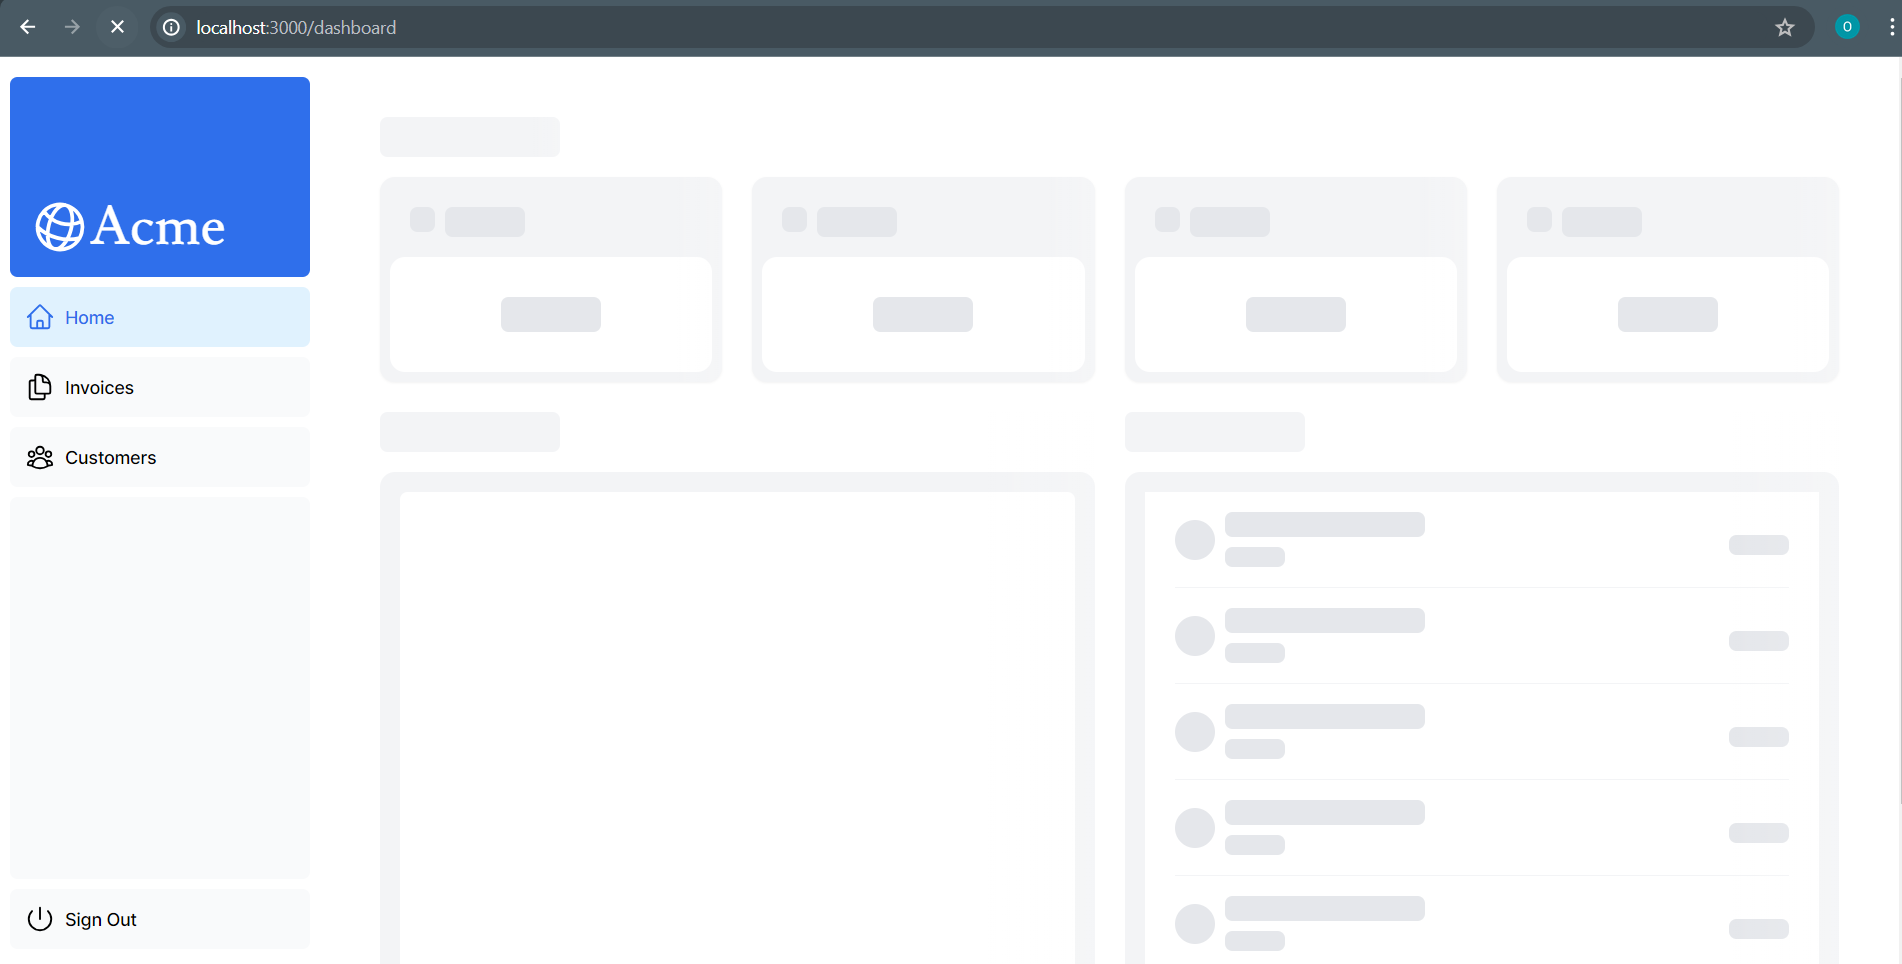 localhost:3000/dashboard
O
Acme
Home
Invoices
Customers
Sign Out